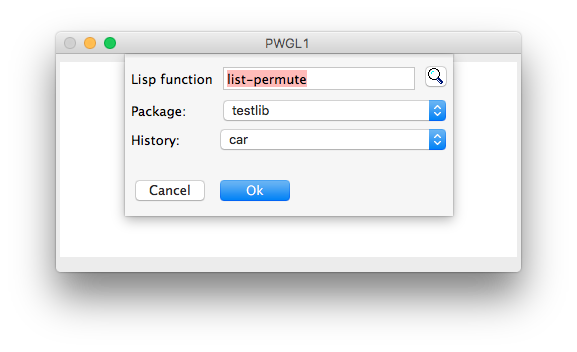 PWGL1
Lisp function list-permute
Package: testlib
History: car
Cancel Ok